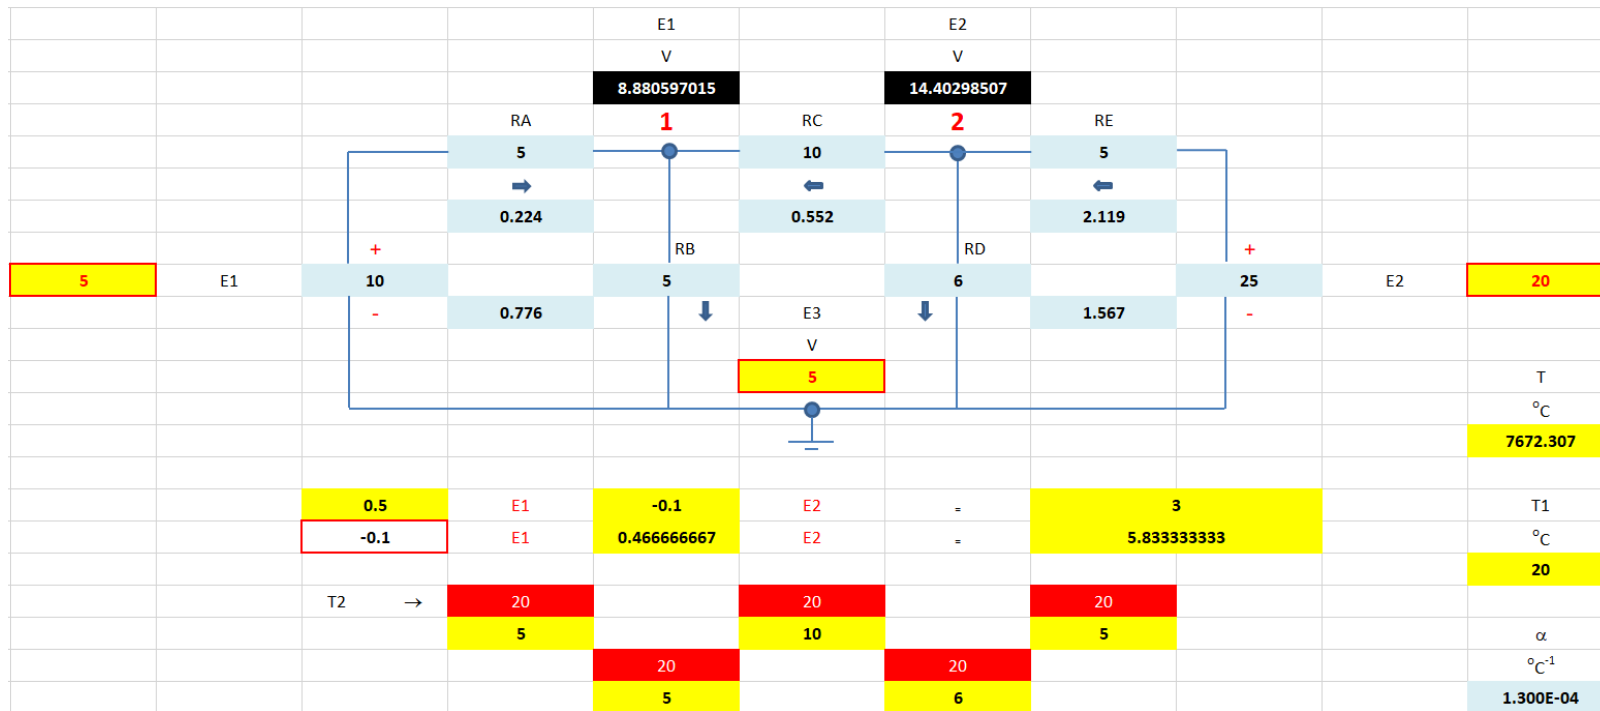 E1 E2
V V
8.880597015 14.40298507
RA 1 RC 2 RE
5 10 5
0.224 0.552 2.119
+ RB RD +
5 E1 10 5 6 25 E2 20
- 0.776 E3 1.567 -
V
5 T
°C
7672.307
0.5 E1 -0.1 E2 = 3 T1
-0.1 E1 0.466666667 E2 = 5.833333333 °C
20
T2 → 20 20 20
5 10 5 α
20 20 °C-1
5 6 1.300E-04